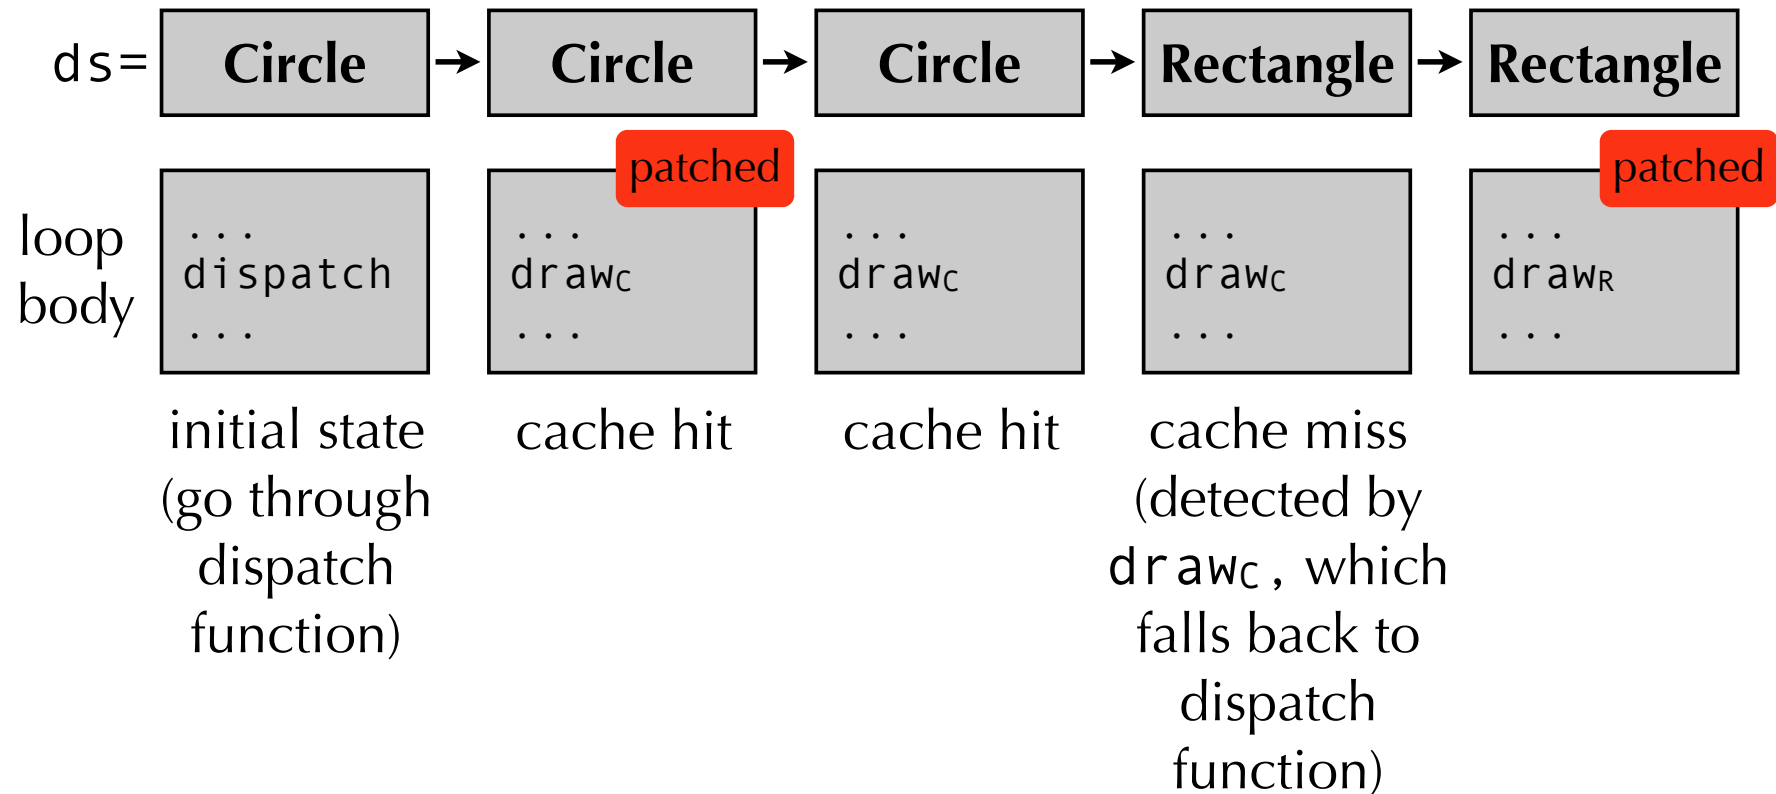 ds= Circle Circle Circle Rectangle Rectangle
patched patched
loop
body
...
dispatch
...
...
drawC
...
...
drawC
...
...
drawC
...
...
drawR
...
initial state
(go through
dispatch
function)
cache hit
cache hit
cache miss
(detected by
drawC, which
falls back to
dispatch
function)